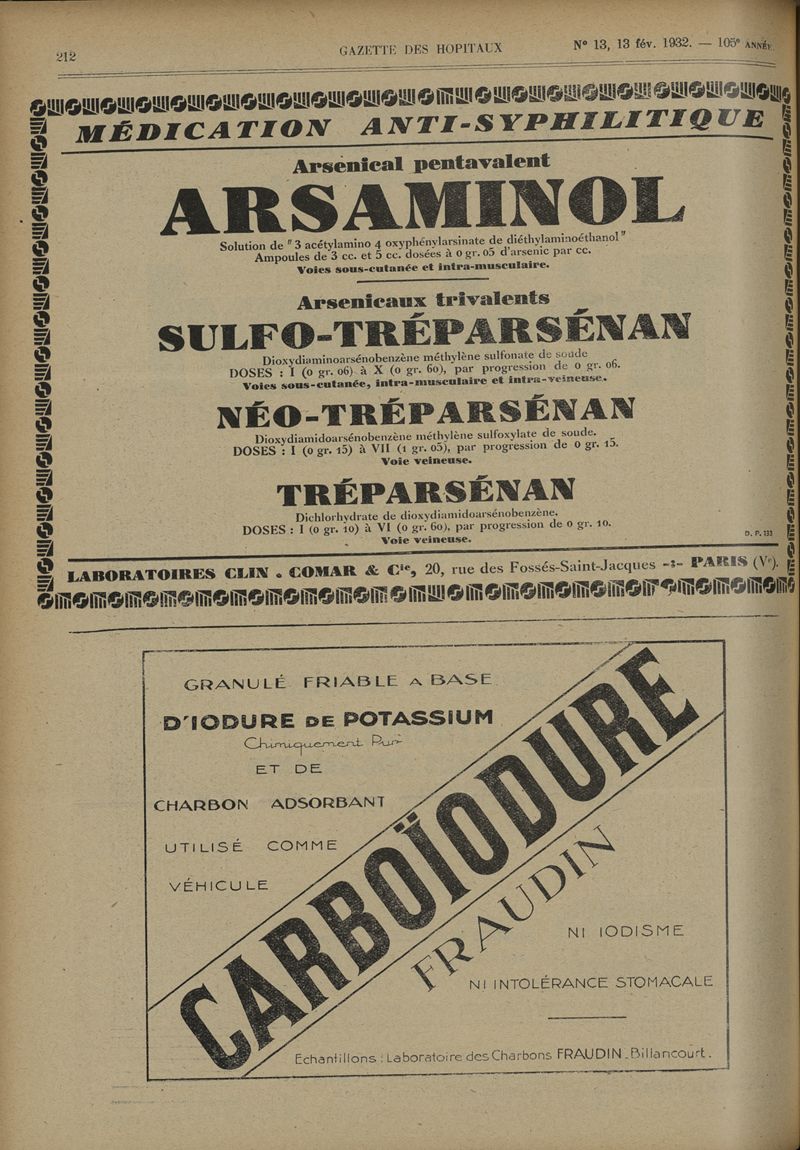 212
GAZETTE DES HOPITAUX
N° 13, 13 fév. 1932. — 105e ANNÉE.
MÉDICATION ANTI-SYPHILITIQUE
Arsenical pentavalent
ARSAMINOL
Solution de "3 acétylamino 4 oxyphénylarsinate de diéthylaminoéthanol"
Ampoules de 3 cc. et 5 cc. dosées à 0 gr. 05 d'arsenic par cc.
Voies sous-cutanée et intra-musculaire.
Arsenicaux trivalents
SULFO-TRÉPARSÉNAN
Dioxydiaminoarsénobenzène méthylène sulfonate de soude
DOSES : I (0 gr. 06) à X (0 gr. 60), par progression de 0 gr. 06.
Voies sous-cutanée, intra-musculaire et intra-veineuse.
NÉO-TRÉPARSÉNAN
Dioxydiamidoarsénobenzène méthylène sulfoxylate de soude.
DOSES : I (0 gr. 15) à VII (1 gr. 05), par progression de 0 gr. 15.
Voie veineuse.
TRÉPARSÉNAN
Dichlorhydrate de dioxydiamidoarsénobenzène.
DOSES : I (0 gr. 10) à VI (0 gr. 60), par progression de 0 gr. 10.
Voie veineuse.
D. P. 133
LABORATOIRES CLIN . COMAR & Cie, 20, rue des Fossés-Saint-Jacques -:- PARIS (Ve).
GRANULÉ FRIABLE A BASE
D'IODURE DE POTASSIUM
Chimiquement Pur
ET DE
CHARBON ADSORBANT
UTILISÉ COMME
VÉHICULE
CARBOÏODURE
FRAUDIN
NI IODISME
NI INTOLÉRANCE STOMACALE
Echantillons : Laboratoire des Charbons FRAUDIN _ Billancourt.